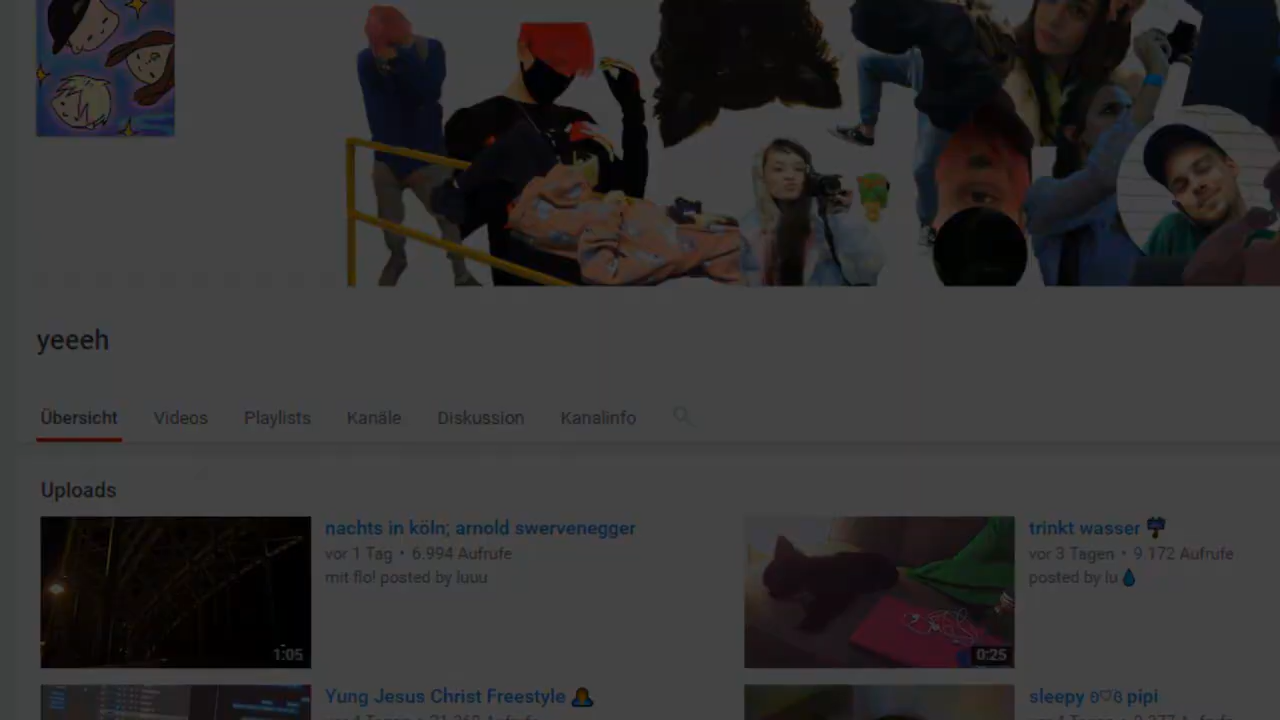 yeeeh
Übersicht Videos Playlists Kanäle Diskussion Kanalinfo
Uploads
nachts in köln; arnold swervenegger
vor 1 Tag • 6.994 Aufrufe
mit flo! posted by luuu
1:05
trinkt wasser
vor 3 Tagen • 9.172 Aufrufe
posted by lu 💧
0:25
Yung Jesus Christ Freestyle
sleepy ʚ♡ɞ pipi